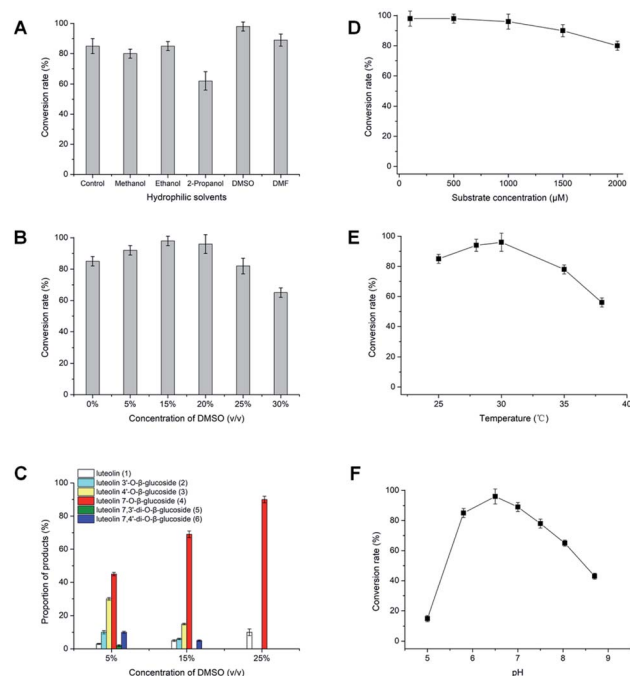 A
Conversion rate (%)
100
80
60
40
20
0
Control Methanol Ethanol 2-Propanol DMSO DMF
Hydrophilic solvents
B
Conversion rate (%)
100
80
60
40
20
0
0% 5% 15% 20% 25% 30%
Concentration of DMSO (v/v)
C
Proportion of products (%)
100
80
60
40
20
0
luteolin (1)
luteolin 3'-O-β-glucoside (2)
luteolin 4'-O-β-glucoside (3)
luteolin 7-O-β-glucoside (4)
luteolin 7,3'-di-O-β-glucoside (5)
luteolin 7,4'-di-O-β-glucoside (6)
5% 15% 25%
Concentration of DMSO (v/v)
D
Conversion rate (%)
100
80
60
40
20
0
0 500 1000 1500 2000
Substrate concentration (μM)
E
Conversion rate (%)
100
80
60
40
20
0
25 30 35 40
Temperature (℃)
F
Conversion rate (%)
100
80
60
40
20
0
5 6 7 8 9
pH